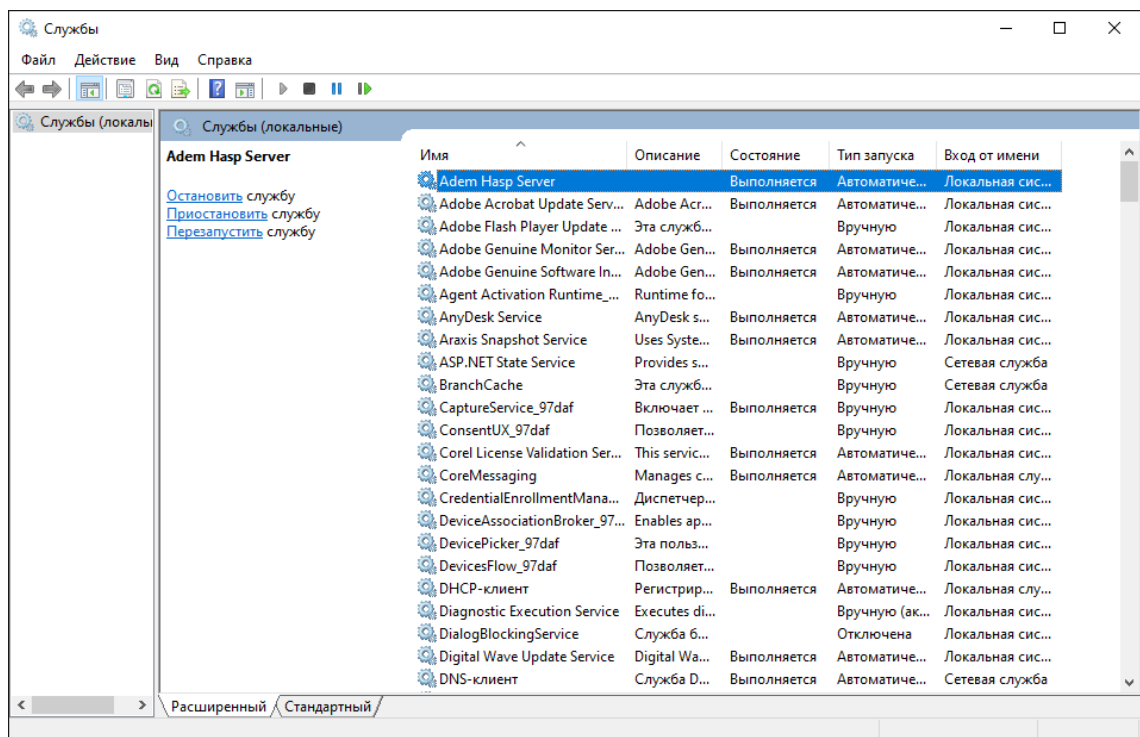 Службы
Файл Действие Вид Справка
Службы (локалы
Службы (локальные)
Adem Hasp Server
Остановить службу
Приостановить службу
Перезапустить службу
Имя Описание Состояние Тип запуска Вход от имени
Adem Hasp Server Выполняется Автоматиче... Локальная сис...
Adobe Acrobat Update Serv... Adobe Acr... Выполняется Автоматиче... Локальная сис...
Adobe Flash Player Update ... Эта служб... Вручную Локальная сис...
Adobe Genuine Monitor Ser... Adobe Gen... Выполняется Автоматиче... Локальная сис...
Adobe Genuine Software In... Adobe Gen... Выполняется Автоматиче... Локальная сис...
Agent Activation Runtime_... Runtime fo... Вручную Локальная сис...
AnyDesk Service AnyDesk s... Выполняется Автоматиче... Локальная сис...
Araxis Snapshot Service Uses Syste... Выполняется Автоматиче... Локальная сис...
ASP.NET State Service Provides s... Вручную Сетевая служба
BranchCache Эта служб... Вручную Сетевая служба
CaptureService_97daf Включает ... Выполняется Вручную Локальная сис...
ConsentUX_97daf Позволяет... Вручную Локальная сис...
Corel License Validation Ser... This servic... Выполняется Автоматиче... Локальная сис...
CoreMessaging Manages c... Выполняется Автоматиче... Локальная слу...
CredentialEnrollmentMana... Диспетчер... Вручную Локальная сис...
DeviceAssociationBroker_97... Enables ap... Вручную Локальная сис...
DevicePicker_97daf Эта польз... Вручную Локальная сис...
DevicesFlow_97daf Позволяет... Вручную Локальная сис...
DHCP-клиент Регистрир... Выполняется Автоматиче... Локальная слу...
Diagnostic Execution Service Executes di... Вручную (ак... Локальная сис...
DialogBlockingService Служба б... Отключена Локальная сис...
Digital Wave Update Service Digital Wa... Выполняется Автоматиче... Локальная сис...
DNS-клиент Служба D... Выполняется Автоматиче... Сетевая служба
Расширенный Стандартный